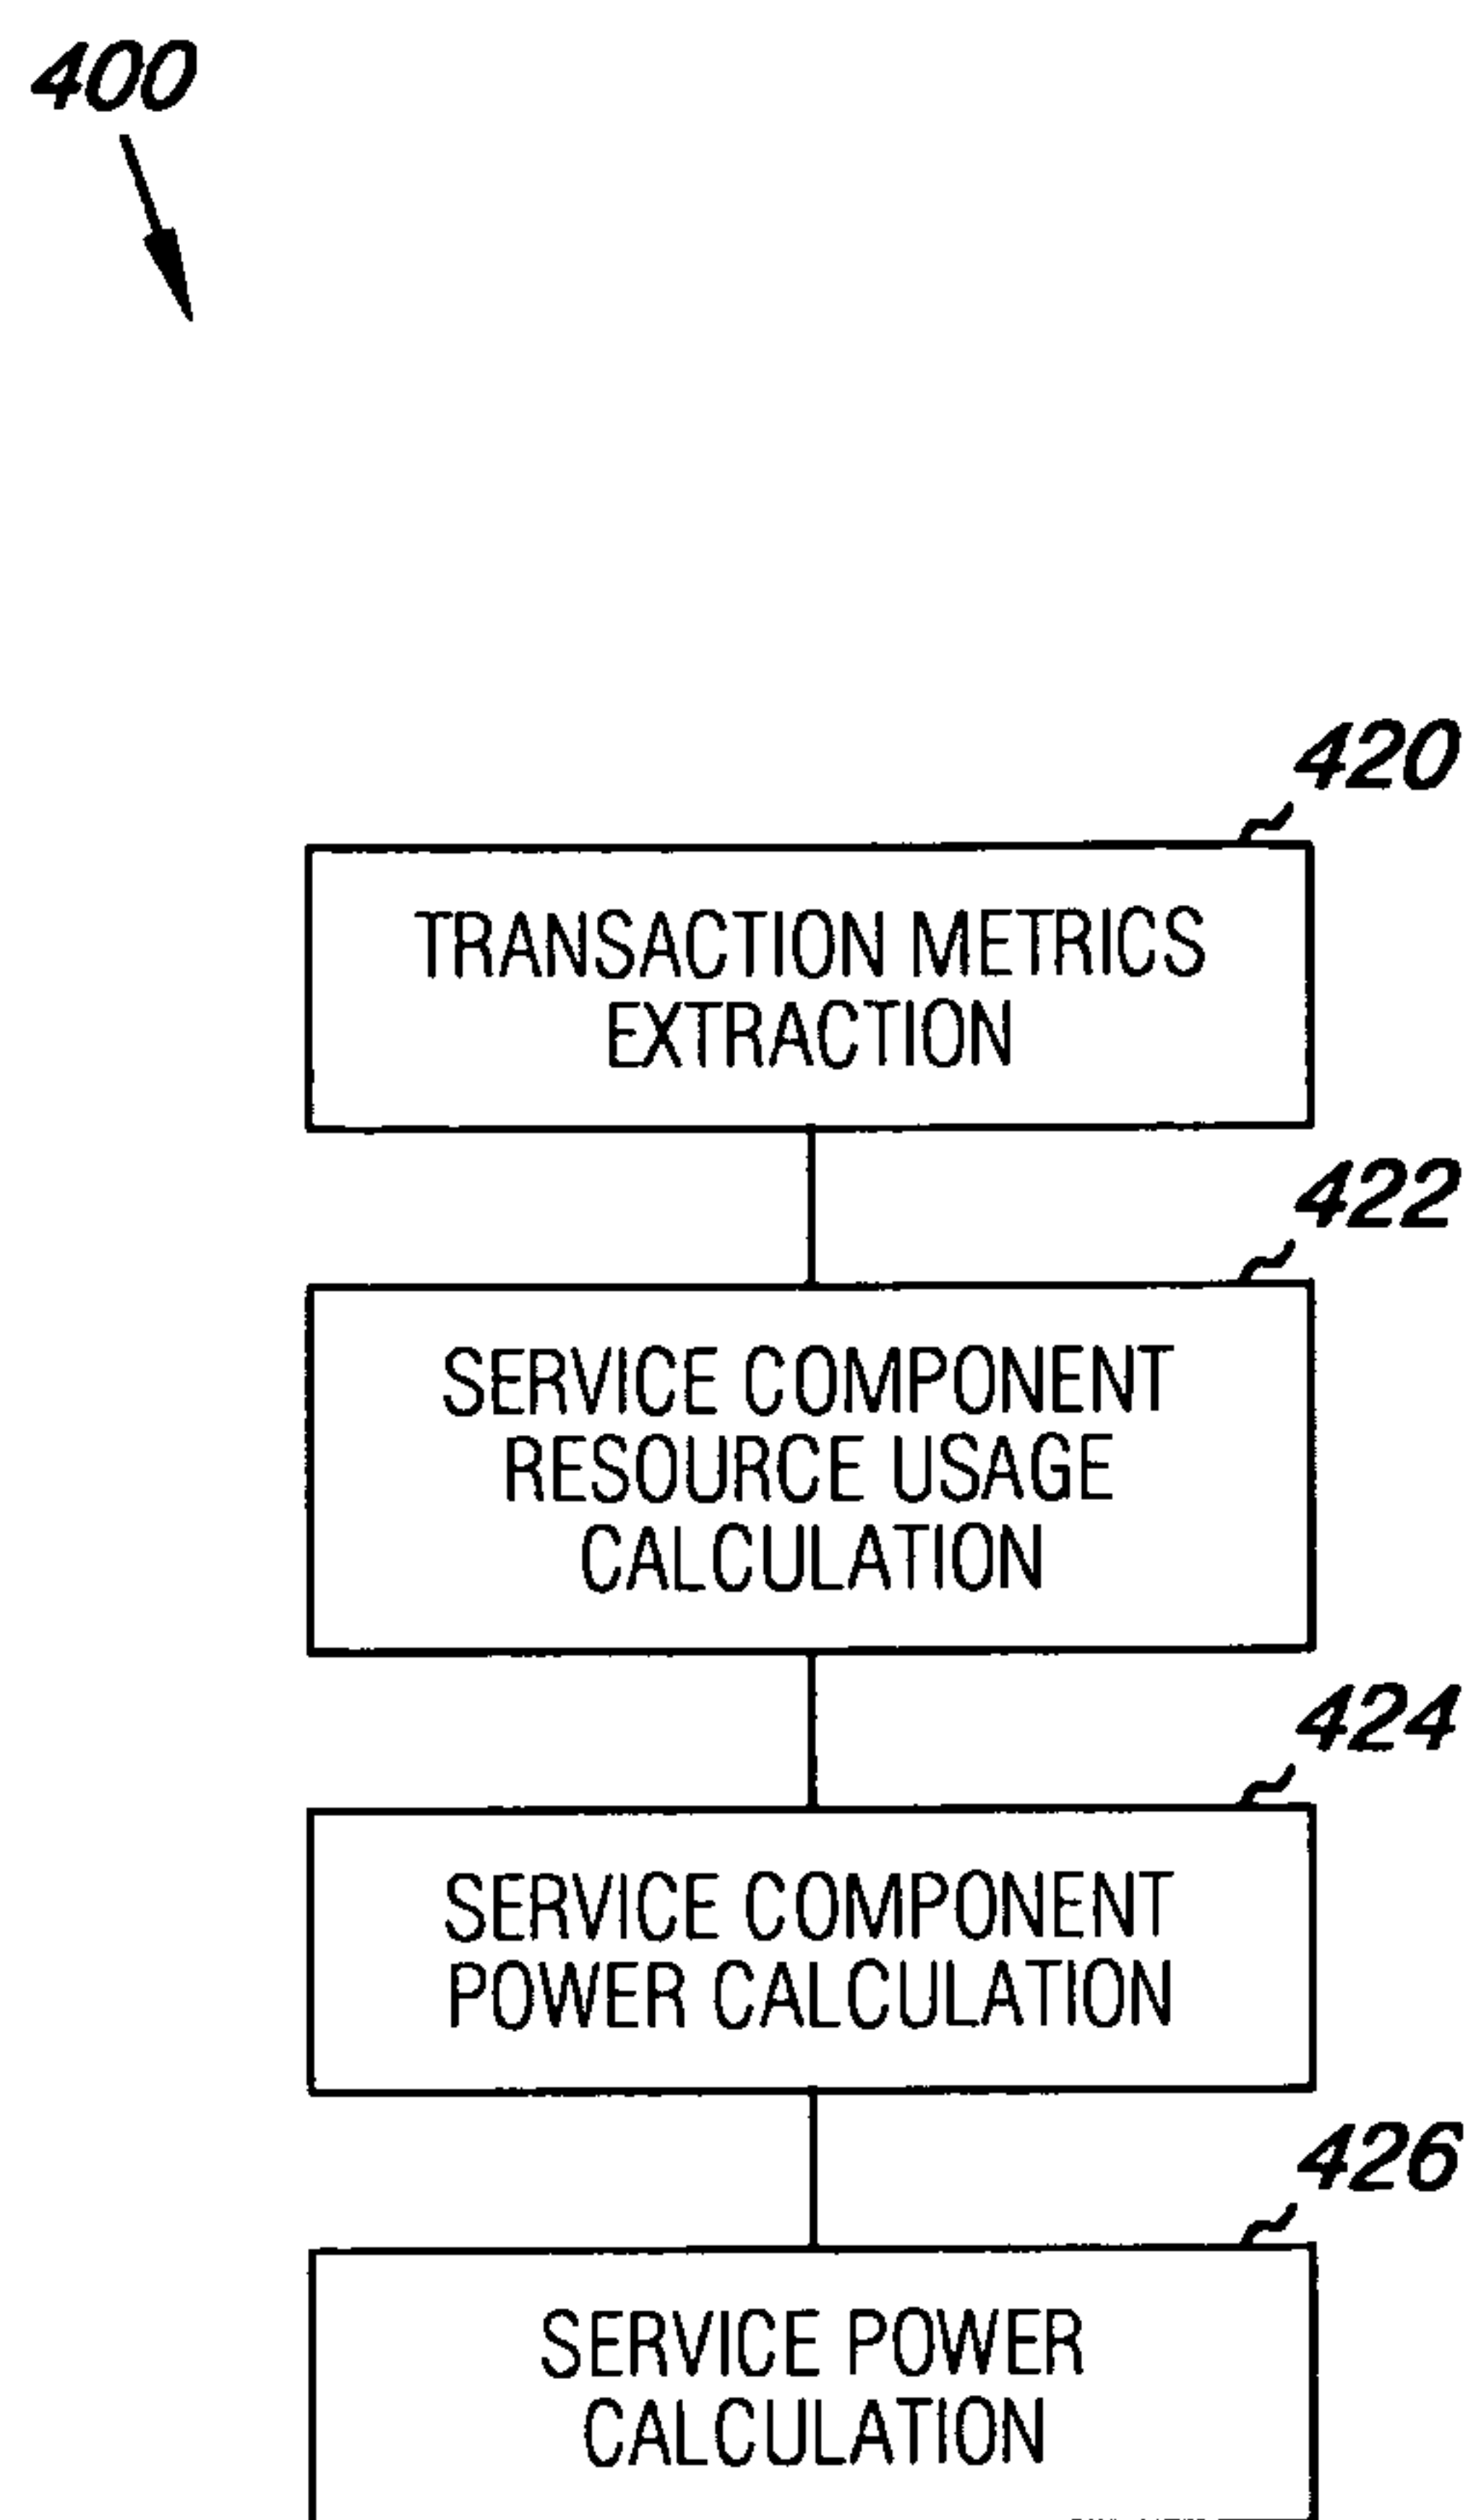 400
420
TRANSACTION METRICS
EXTRACTION
422
SERVICE COMPONENT
RESOURCE USAGE
CALCULATION
424
SERVICE COMPONENT
POWER CALCULATION
426
SERVICE POWER
CALCULATION